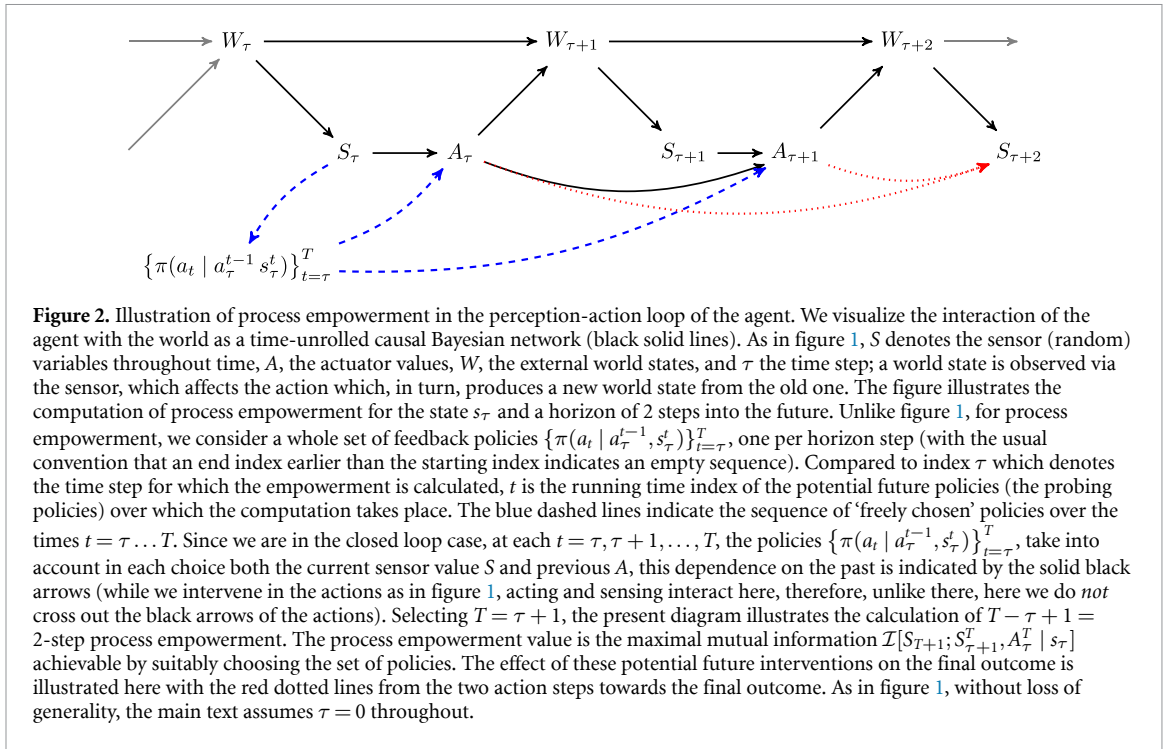 W_τ W_{τ+1} W_{τ+2}
S_τ A_τ S_{τ+1} A_{τ+1} S_{τ+2}
{π(a_t | a_τ^{t−1} s_τ^t)}_{t=τ}^T
Figure 2. Illustration of process empowerment in the perception-action loop of the agent. We visualize the interaction of the
agent with the world as a time-unrolled causal Bayesian network (black solid lines). As in figure 1, S denotes the sensor (random)
variables throughout time, A, the actuator values, W, the external world states, and τ the time step; a world state is observed via
the sensor, which affects the action which, in turn, produces a new world state from the old one. The figure illustrates the
computation of process empowerment for the state s_τ and a horizon of 2 steps into the future. Unlike figure 1, for process
empowerment, we consider a whole set of feedback policies {π(a_t | a_τ^{t−1}, s_τ^t)}_{t=τ}^T, one per horizon step (with the usual
convention that an end index earlier than the starting index indicates an empty sequence). Compared to index τ which denotes
the time step for which the empowerment is calculated, t is the running time index of the potential future policies (the probing
policies) over which the computation takes place. The blue dashed lines indicate the sequence of ‘freely chosen’ policies over the
times t = τ … T. Since we are in the closed loop case, at each t = τ, τ + 1, …, T, the policies {π(a_t | a_τ^{t−1}, s_τ^t)}_{t=τ}^T, take into
account in each choice both the current sensor value S and previous A, this dependence on the past is indicated by the solid black
arrows (while we intervene in the actions as in figure 1, acting and sensing interact here, therefore, unlike there, here we do not
cross out the black arrows of the actions). Selecting T = τ + 1, the present diagram illustrates the calculation of T − τ + 1 =
2-step process empowerment. The process empowerment value is the maximal mutual information I[S_{T+1}; S_{τ+1}^T, A_τ^T | s_τ]
achievable by suitably choosing the set of policies. The effect of these potential future interventions on the final outcome is
illustrated here with the red dotted lines from the two action steps towards the final outcome. As in figure 1, without loss of
generality, the main text assumes τ = 0 throughout.